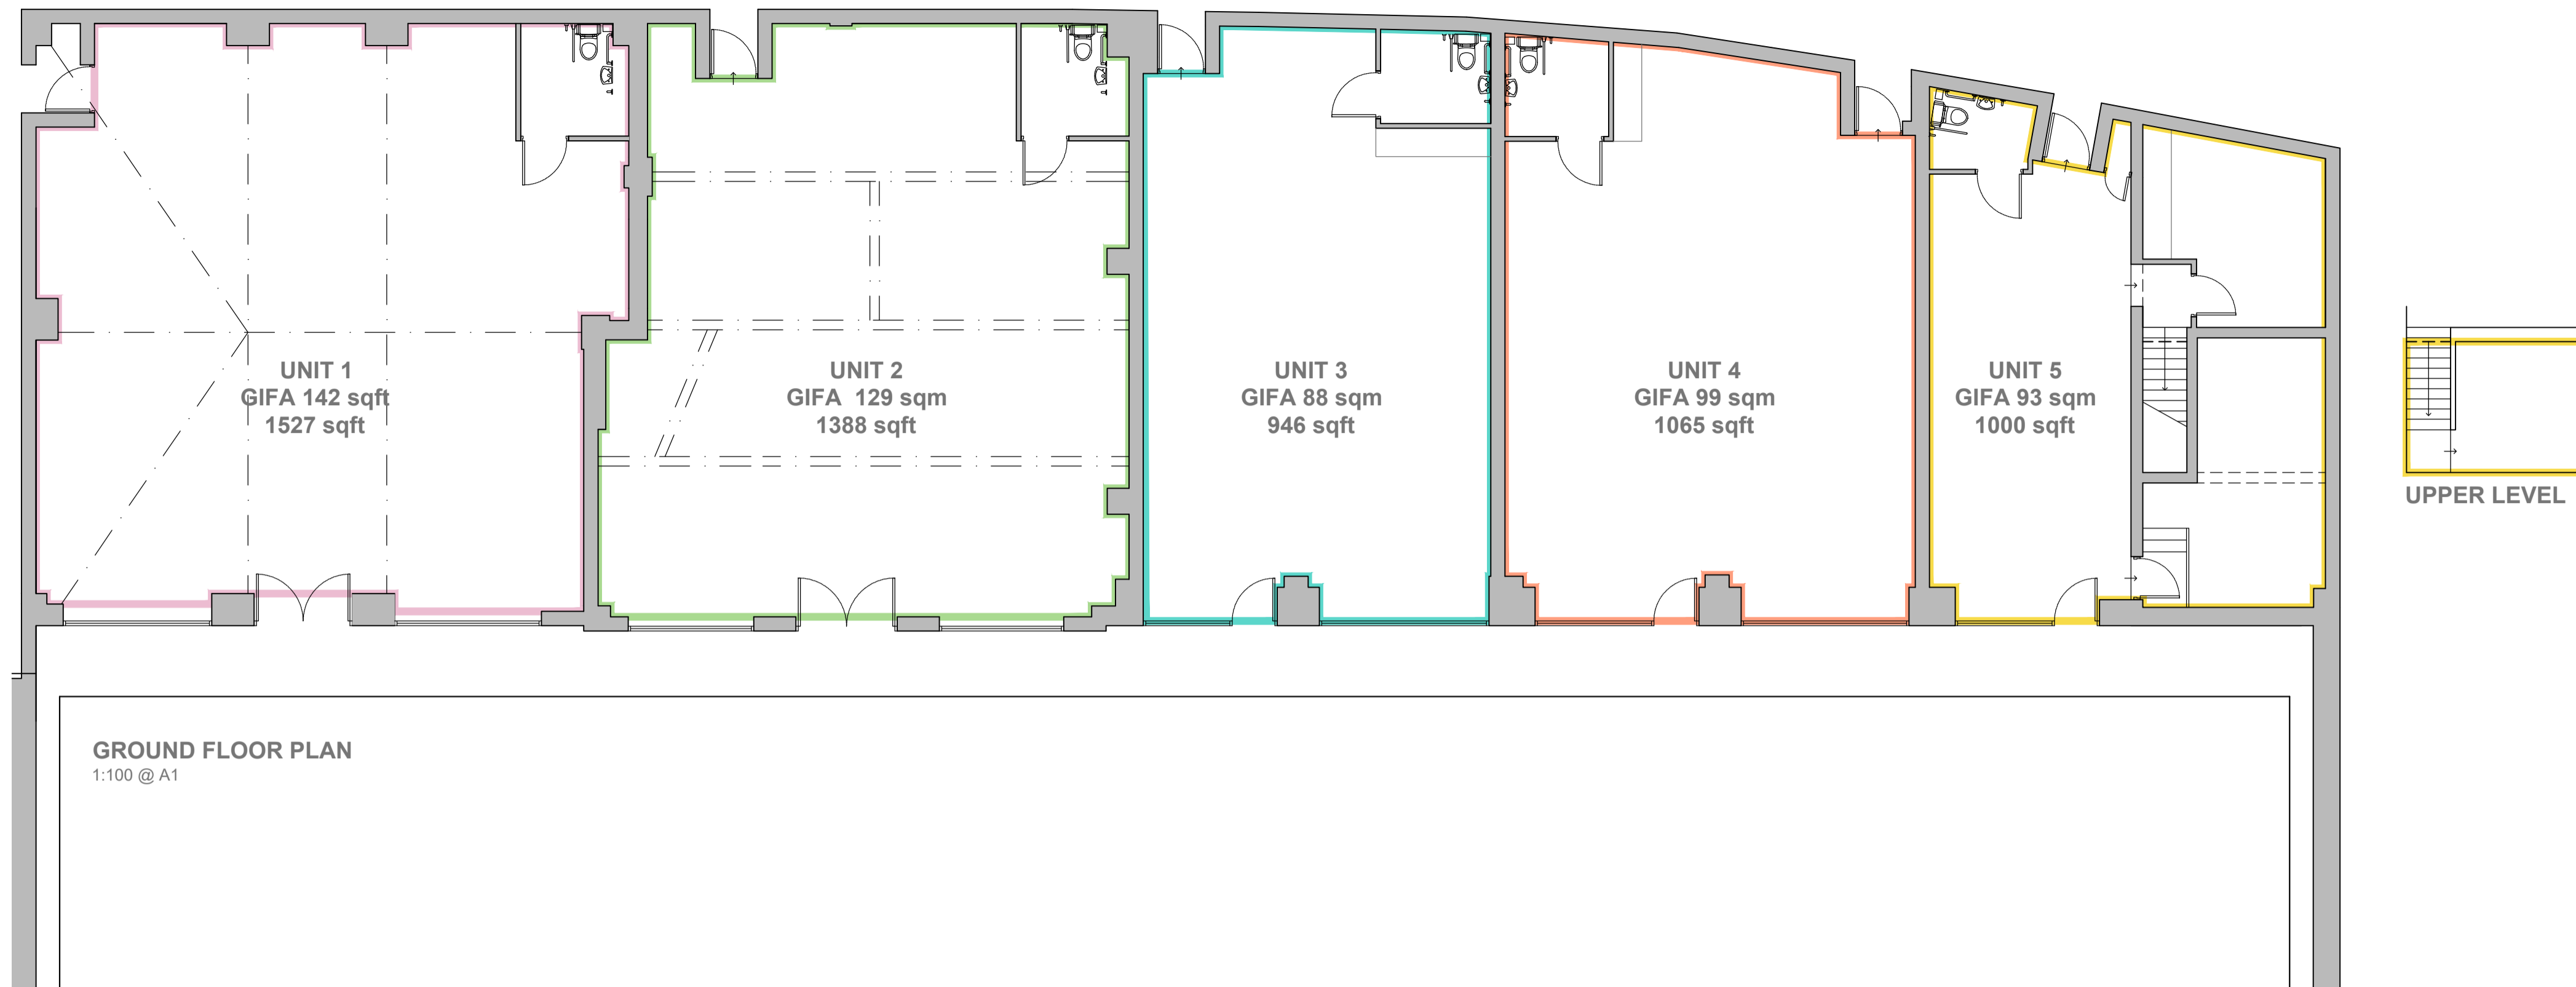 UNIT 1
GIFA 142 sqft
1527 sqft
UNIT 2
GIFA  129 sqm
1388 sqft
UNIT 3
GIFA 88 sqm
946 sqft
UNIT 4
GIFA 99 sqm
1065 sqft
UNIT 5
GIFA 93 sqm
1000 sqft
UPPER LEVEL
GROUND FLOOR PLAN
1:100 @ A1